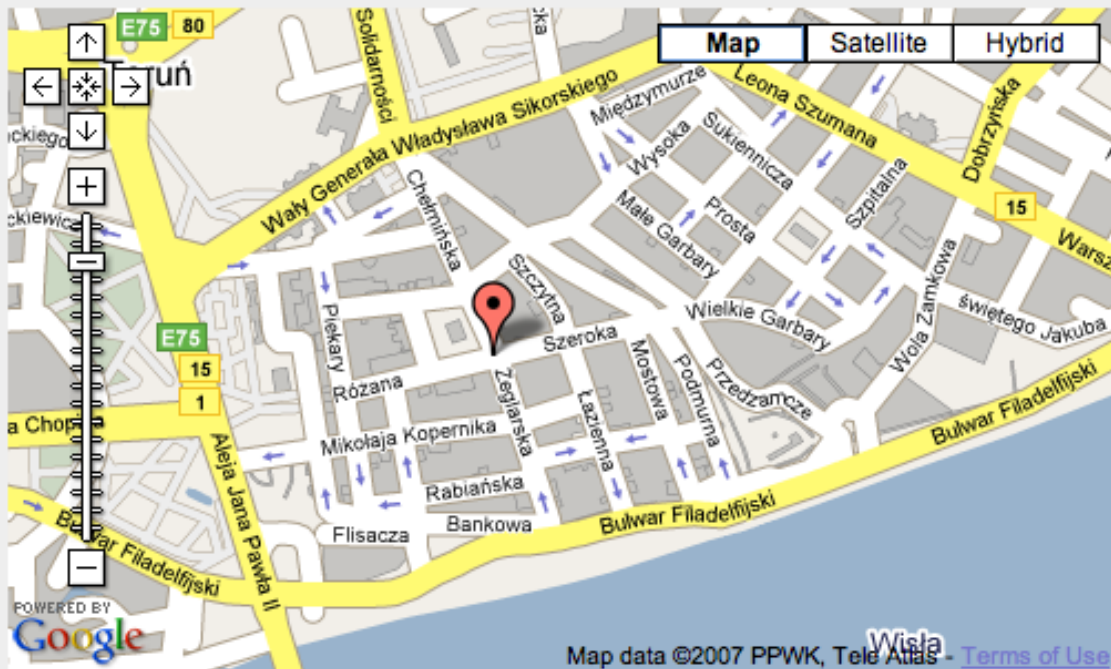 E75
80
Map
Satellite
Hybrid
Toruń
Solidarności
Leona Szumana
Międzymurze
Dobrzyńska
Wały Generała Władysława Sikorskiego
Wysoka
Sukiennicza
Szpitalna
15
Chełmińska
Małe Garbary
Prosta
Szczytna
Wola Zamkowa
świętego Jakuba
Piekary
Wielkie Garbary
E75
15
1
Szeroka
Różana
Mostowa
Podmurna
Przedzamcze
Żeglarska
Łazienna
Mikołaja Kopernika
Bulwar Filadelfijski
Aleja Jana Pawła II
Rabiańska
Bankowa
Flisacza
Bulwar Filadelfijski
Bulwar Filadelfijski
POWERED BY
Google
Wisła
Map data ©2007 PPWK, Tele Atlas - Terms of Use